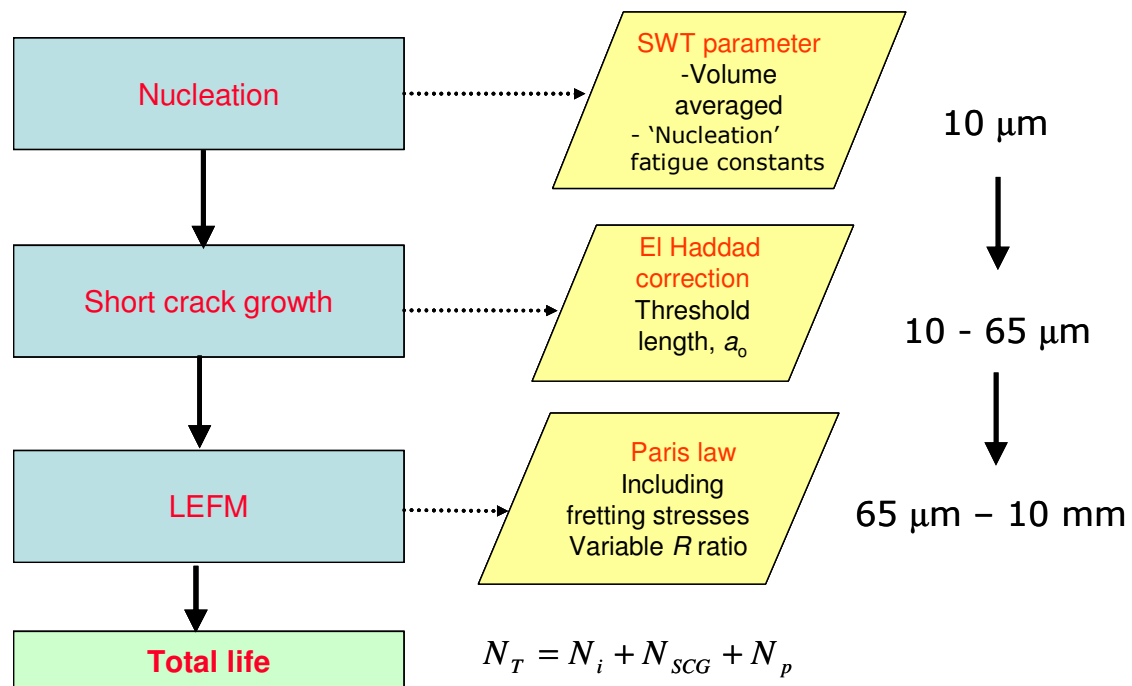 Nucleation
SWT parameter
-Volume
averaged
- ‘Nucleation’
fatigue constants
10 μm
Short crack growth
El Haddad
correction
Threshold
length, aₒ
10 - 65 μm
LEFM
Paris law
Including
fretting stresses
Variable R ratio
65 μm – 10 mm
Total life
N_T = N_i + N_SCG + N_p